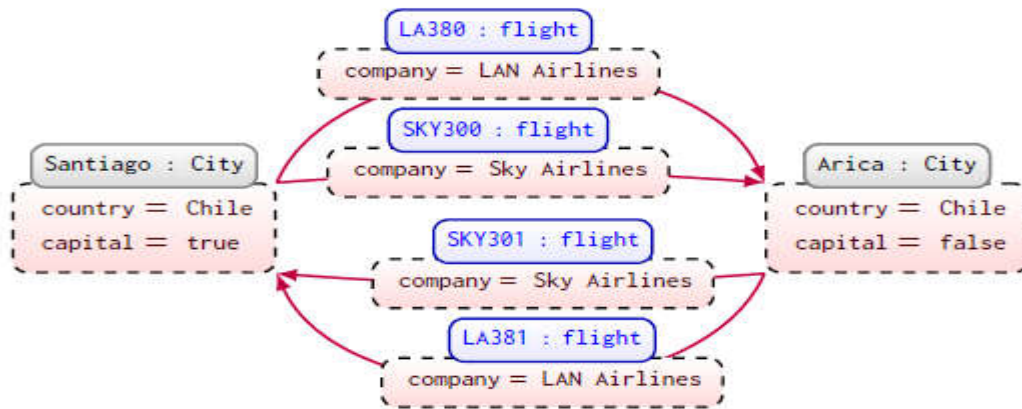 LA380 : flight
company = LAN Airlines
SKY300 : flight
company = Sky Airlines
Santiago : City
country = Chile
capital = true
Arica : City
country = Chile
capital = false
SKY301 : flight
company = Sky Airlines
LA381 : flight
company = LAN Airlines